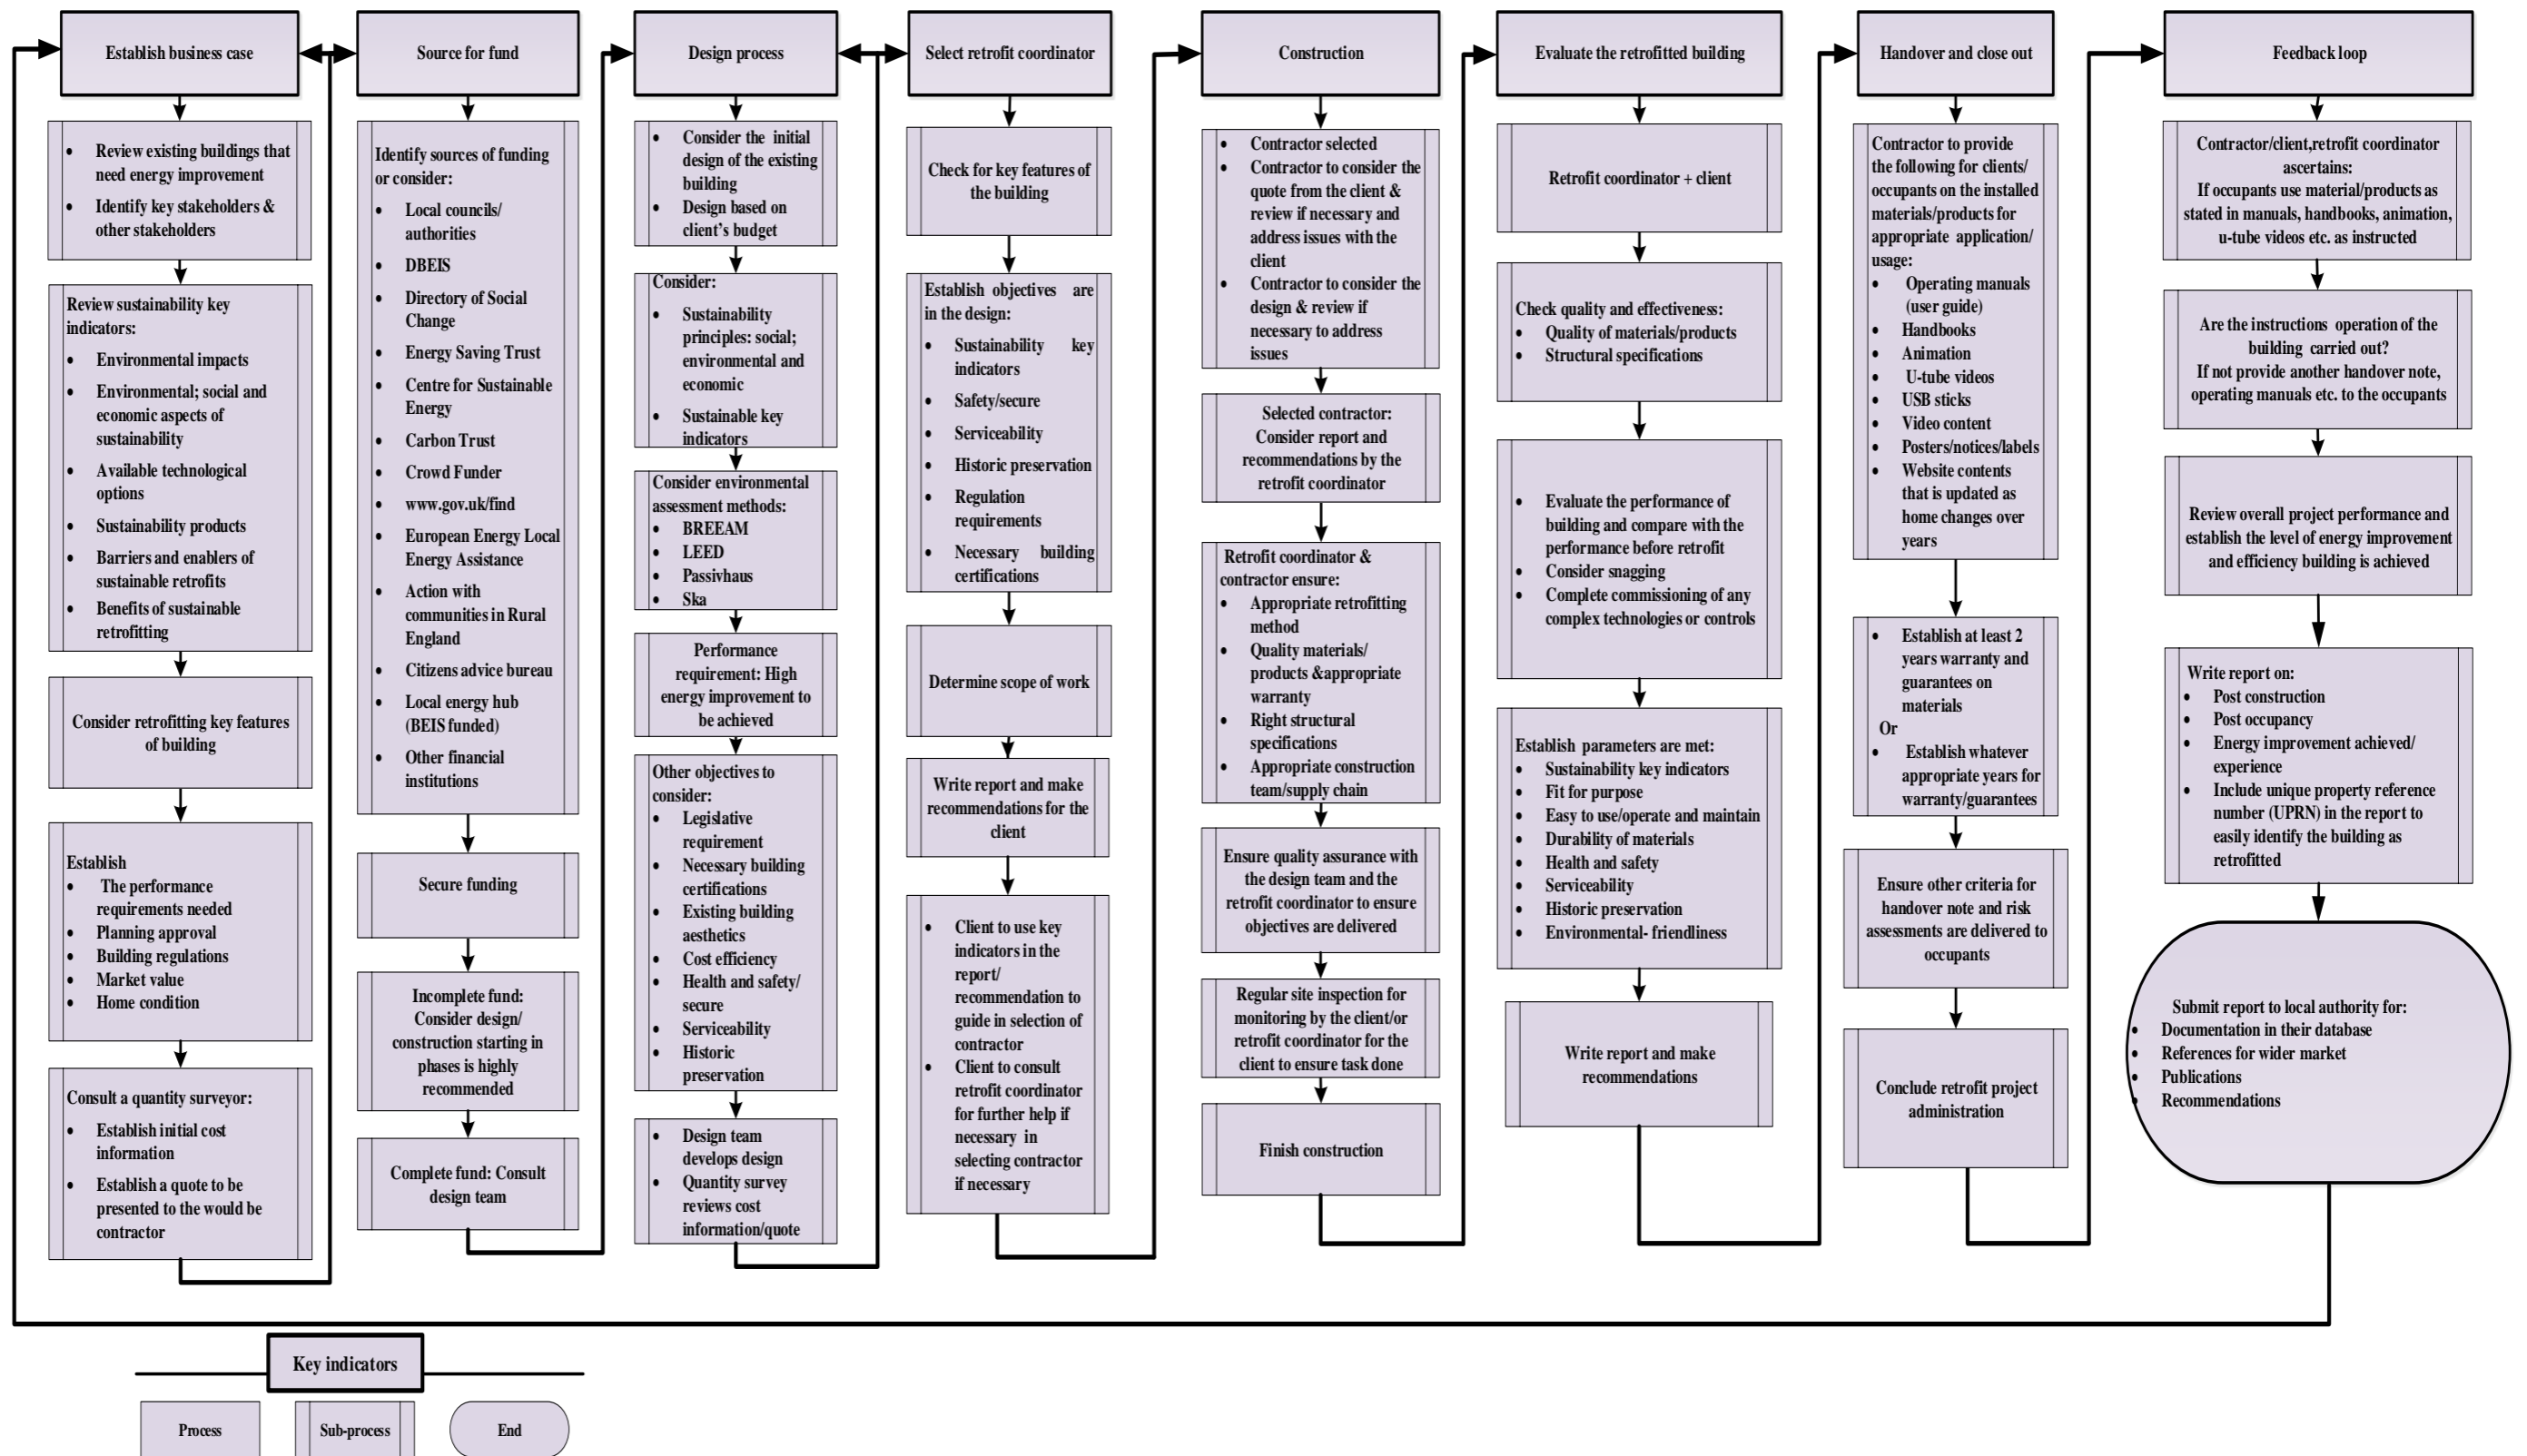 Establish business case
Source for fund
Design process
Select retrofit coordinator
Construction
Evaluate the retrofitted building
Handover and close out
Feedback loop
• Review existing buildings that
need energy improvement
• Identify key stakeholders &
other stakeholders
Review sustainability key
indicators:
• Environmental impacts
• Environmental; social and
economic aspects of
sustainability
• Available technological
options
• Sustainability products
• Barriers and enablers of
sustainable retrofits
• Benefits of sustainable
retrofitting
Consider retrofitting key features
of building
Establish
• The performance
requirements needed
• Planning approval
• Building regulations
• Market value
• Home condition
Consult a quantity surveyor:
• Establish initial cost
information
• Establish a quote to be
presented to the would be
contractor
Identify sources of funding
or consider:
• Local councils/
authorities
• DBEIS
• Directory of Social
Change
• Energy Saving Trust
• Centre for Sustainable
Energy
• Carbon Trust
• Crowd Funder
• www.gov.uk/find
• European Energy Local
Energy Assistance
• Action with
communities in Rural
England
• Citizens advice bureau
• Local energy hub
(BEIS funded)
• Other financial
institutions
Secure funding
Incomplete fund:
Consider design/
construction starting in
phases is highly
recommended
Complete fund: Consult
design team
• Consider the initial
design of the existing
building
• Design based on
client's budget
Consider:
• Sustainability
principles: social;
environmental and
economic
• Sustainable key
indicators
Consider environmental
assessment methods:
• BREEAM
• LEED
• Passivhaus
• Ska
Performance
requirement: High
energy improvement to
be achieved
Other objectives to
consider:
• Legislative
requirement
• Necessary building
certifications
• Existing building
aesthetics
• Cost efficiency
• Health and safety/
secure
• Serviceability
• Historic
preservation
• Design team
develops design
• Quantity survey
reviews cost
information/quote
Check for key features of
the building
Establish objectives are
in the design:
• Sustainability key
indicators
• Safety/secure
• Serviceability
• Historic preservation
• Regulation
requirements
• Necessary building
certifications
Determine scope of work
Write report and make
recommendations for the
client
• Client to use key
indicators in the
report/
recommendation to
guide in selection of
contractor
• Client to consult
retrofit coordinator
for further help if
necessary in
selecting contractor
if necessary
• Contractor selected
• Contractor to consider the
quote from the client &
review if necessary and
address issues with the
client
• Contractor to consider the
design & review if
necessary to address
issues
Selected contractor:
Consider report and
recommendations by the
retrofit coordinator
Retrofit coordinator &
contractor ensure:
• Appropriate retrofitting
method
• Quality materials/
products &appropriate
warranty
• Right structural
specifications
• Appropriate construction
team/supply chain
Ensure quality assurance with
the design team and the
retrofit coordinator to ensure
objectives are delivered
Regular site inspection for
monitoring by the client/or
retrofit coordinator for the
client to ensure task done
Finish construction
Retrofit coordinator + client
Check quality and effectiveness:
• Quality of materials/products
• Structural specifications
• Evaluate the performance of
building and compare with the
performance before retrofit
• Consider snagging
• Complete commissioning of any
complex technologies or controls
Establish parameters are met:
• Sustainability key indicators
• Fit for purpose
• Easy to use/operate and maintain
• Durability of materials
• Health and safety
• Serviceability
• Historic preservation
• Environmental- friendliness
Write report and make
recommendations
Contractor to provide
the following for clients/
occupants on the installed
materials/products for
appropriate application/
usage:
• Operating manuals
(user guide)
• Handbooks
• Animation
• U-tube videos
• USB sticks
• Video content
• Posters/notices/labels
• Website contents
that is updated as
home changes over
years
• Establish at least 2
years warranty and
guarantees on
materials
Or
• Establish whatever
appropriate years for
warranty/guarantees
Ensure other criteria for
handover note and risk
assessments are delivered to
occupants
Conclude retrofit project
administration
Contractor/client,retrofit coordinator
ascertains:
If occupants use material/products as
stated in manuals, handbooks, animation,
u-tube videos etc. as instructed
Are the instructions operation of the
building carried out?
If not provide another handover note,
operating manuals etc. to the occupants
Review overall project performance and
establish the level of energy improvement
and efficiency building is achieved
Write report on:
• Post construction
• Post occupancy
• Energy improvement achieved/
experience
• Include unique property reference
number (UPRN) in the report to
easily identify the building as
retrofitted
Submit report to local authority for:
• Documentation in their database
• References for wider market
• Publications
• Recommendations
Key indicators
Process
Sub-process
End